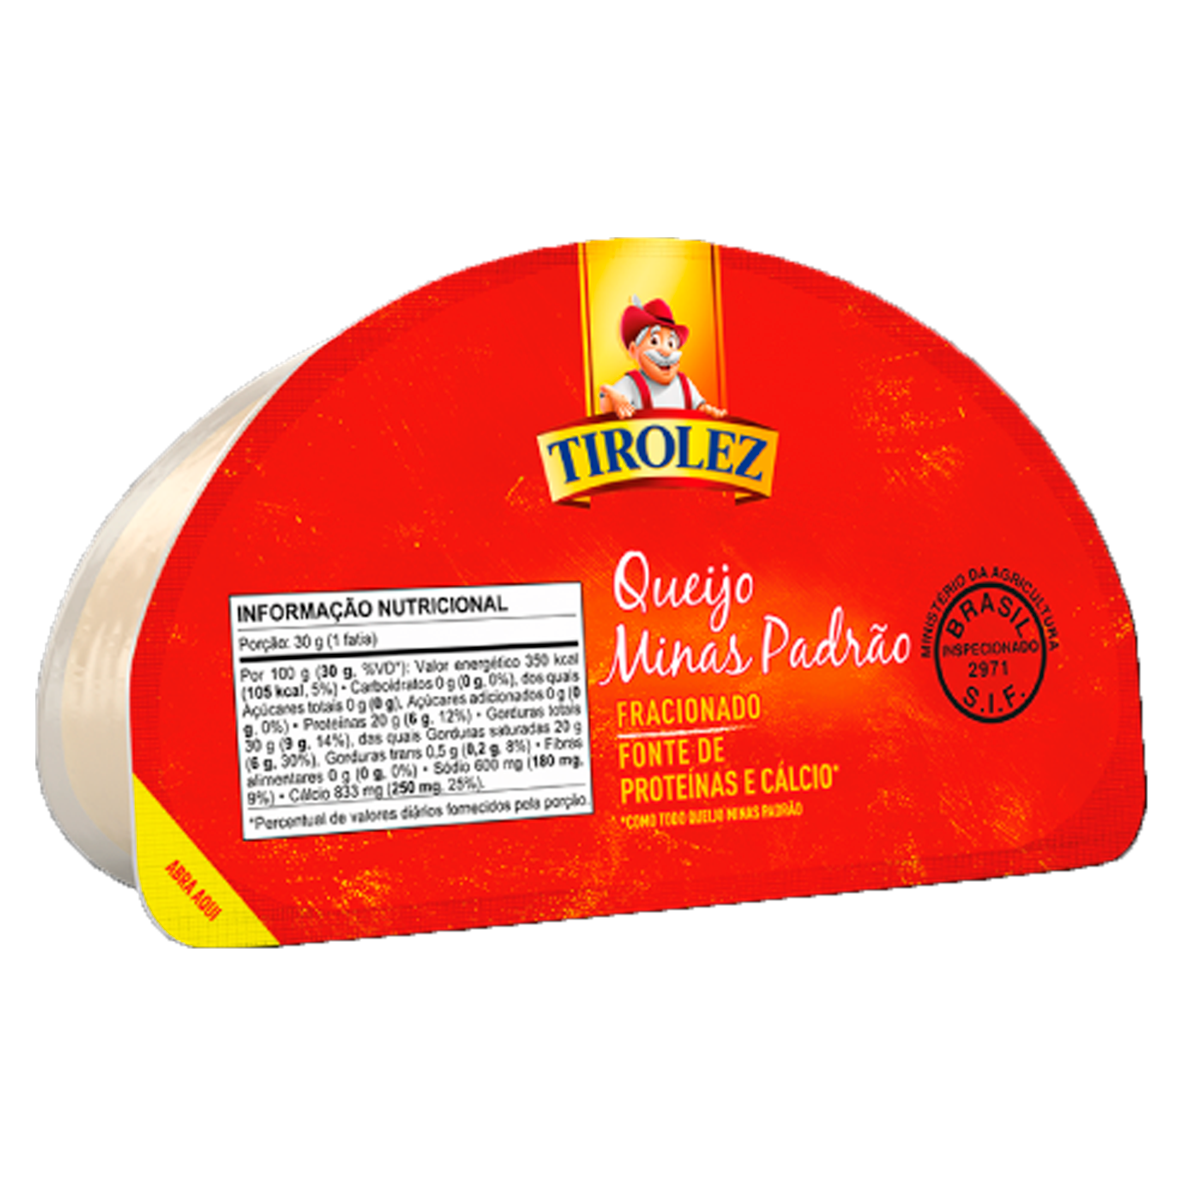 TIROLEZ
Queijo
Minas Padrão
FRACIONADO
FONTE DE
PROTEÍNAS E CÁLCIO*
*COMO TODO QUEIJO MINAS PADRÃO
MINISTÉRIO DA AGRICULTURA
BRASIL
INSPECIONADO
2971
S.I.F.
INFORMAÇÃO NUTRICIONAL
Porção: 30 g (1 fatia)
Por 100 g (30 g, %VD*): Valor energético 350 kcal
(105 kcal, 5%) • Carboidratos 0 g (0 g, 0%), dos quais
Açúcares totais 0 g (0 g), Açúcares adicionados 0 g (0
g, 0%) • Proteínas 20 g (6 g, 12%) • Gorduras totais
30 g (9 g, 14%), das quais Gorduras saturadas 20 g
(6 g, 30%), Gorduras trans 0,5 g (0,2 g, 8%) • Fibras
alimentares 0 g (0 g, 0%) • Sódio 600 mg (180 mg,
9%) • Cálcio 833 mg (250 mg, 25%).
*Percentual de valores diários fornecidos pela porção.
ABRA AQUI